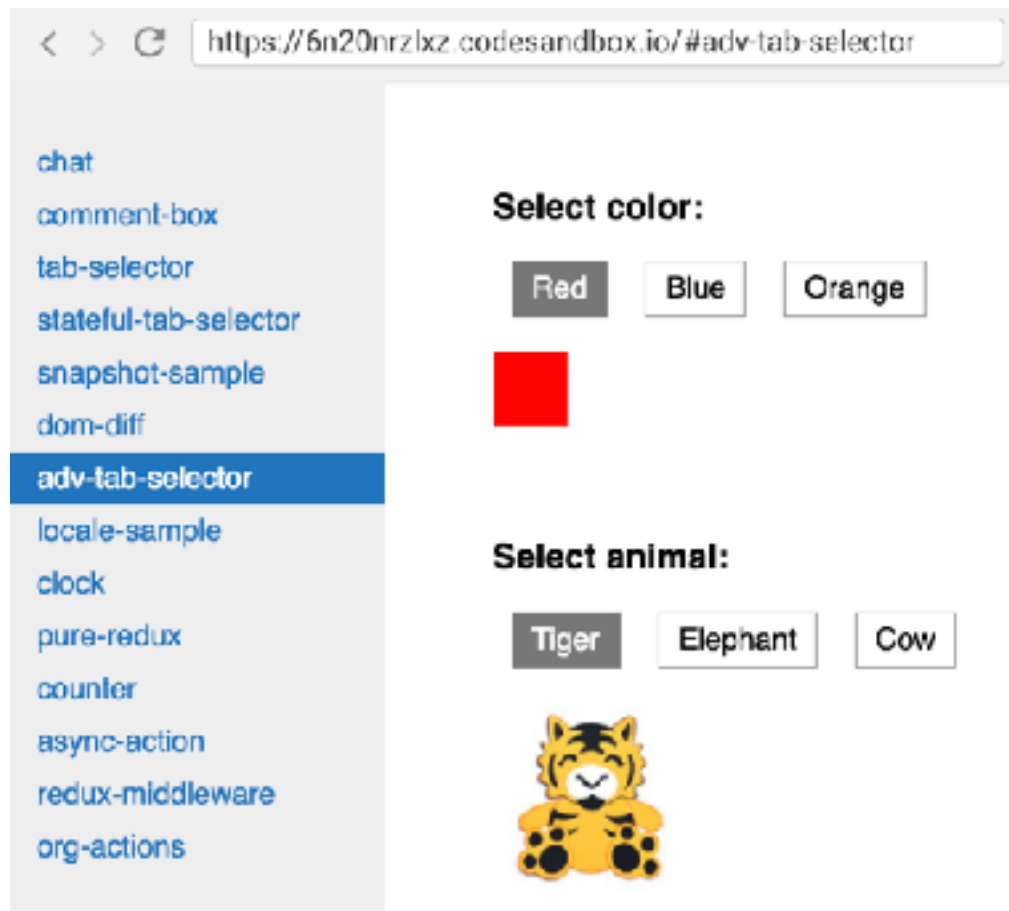 https://6n20nrzlxz.codesandbox.io/#adv-tab-selector
chat
comment-box
tab-selector
stateful-tab-selector
snapshot-sample
dom-diff
adv-tab-selector
locale-sample
clock
pure-redux
counter
async-action
redux-middleware
org-actions
Select color:
Red Blue Orange
Select animal:
Tiger Elephant Cow